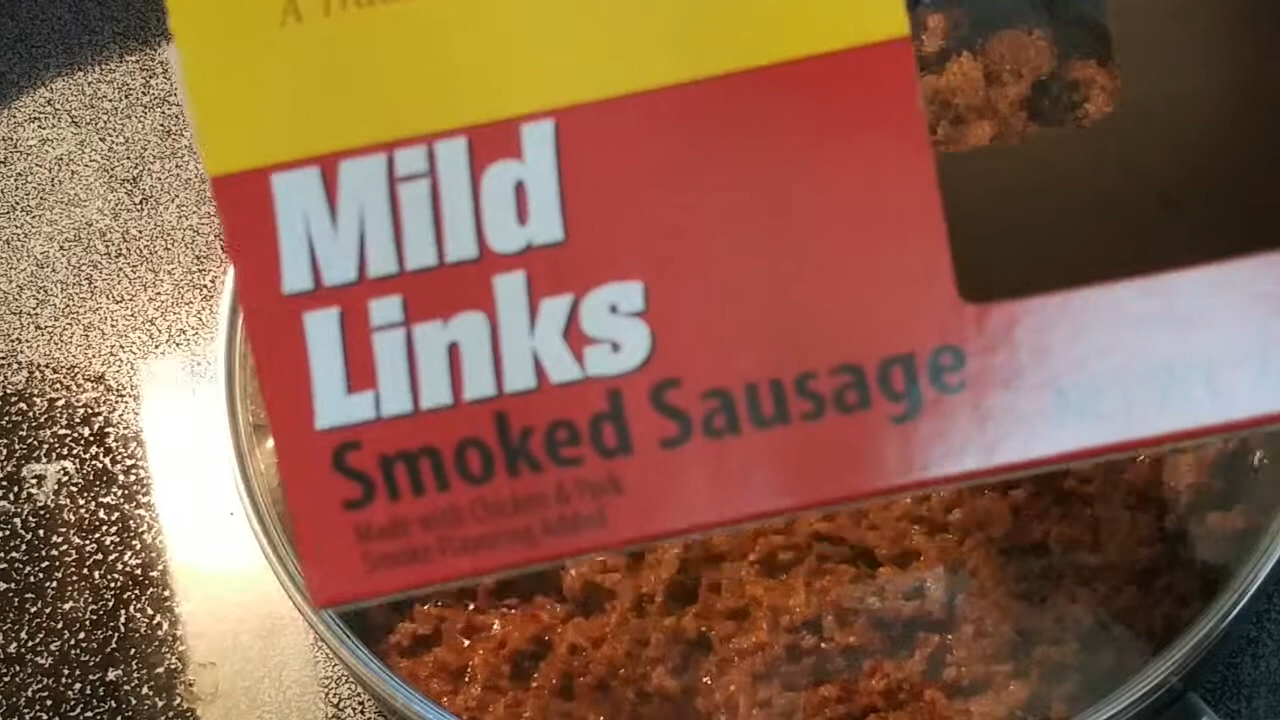 A
Mild
Links
Smoked Sausage
Made with Chicken & Pork
Smoke Flavoring Added